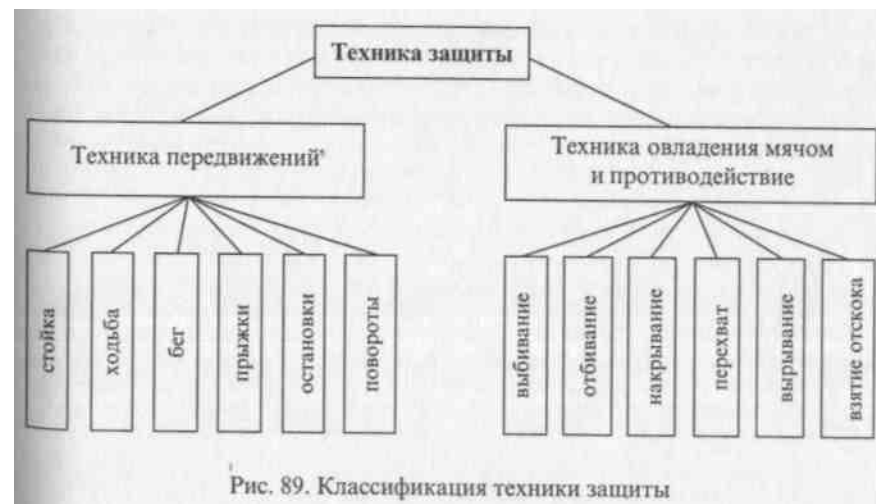 Техника защиты
Техника передвижений
Техника овладения мячом
и противодействие
стойка
ходьба
бег
прыжки
остановки
повороты
выбивание
отбивание
накрывание
перехват
вырывание
взятие отскока
Рис. 89. Классификация техники защиты